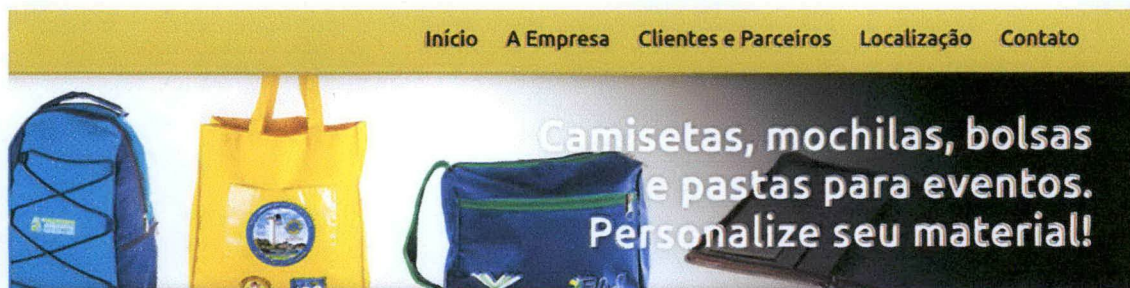 Início A Empresa Clientes e Parceiros Localização Contato
Camisetas, mochilas, bolsas
e pastas para eventos.
Personalize seu material!